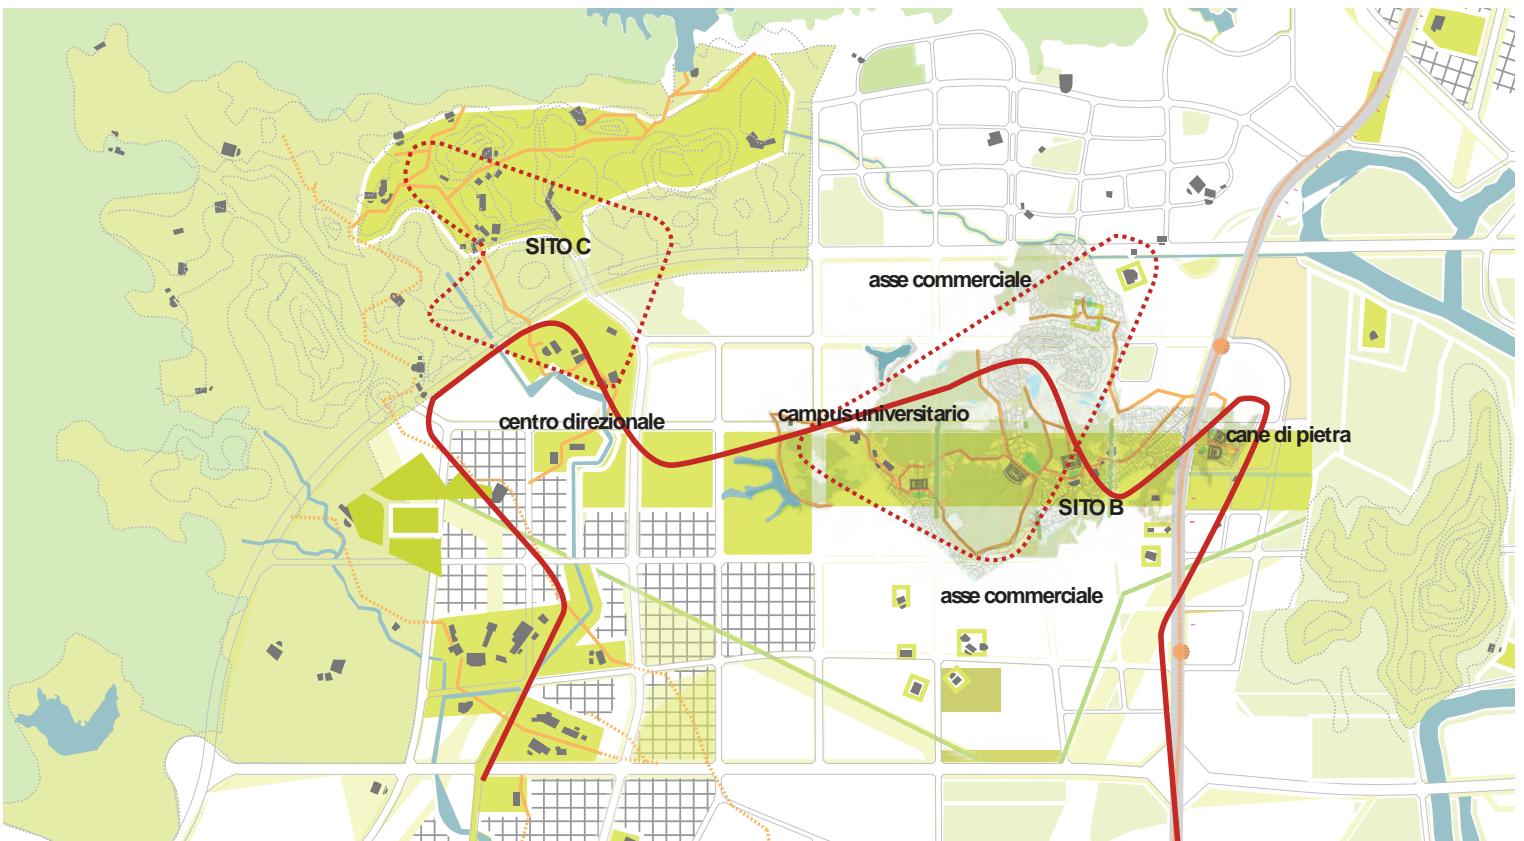 SITO C
asse commerciale
campus universitario
centro direzionale
cane di pietra
SITO B
asse commerciale